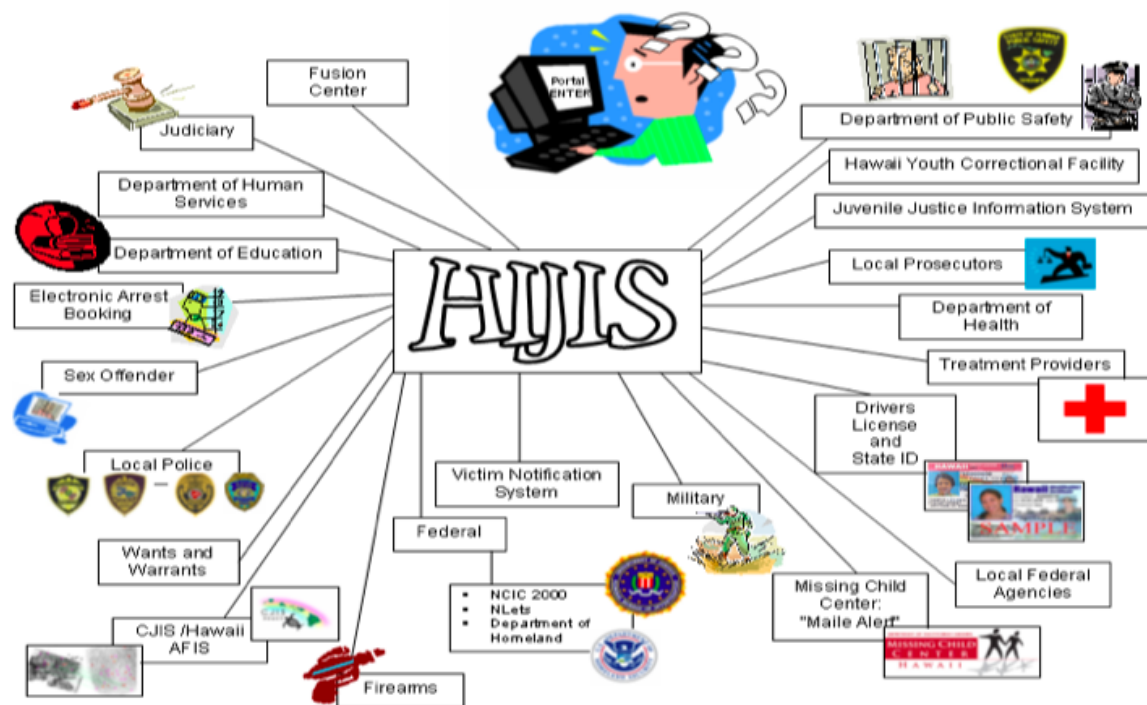 Portal
ENTER
???
Fusion
Center
Judiciary
Department of Human
Services
Department of Education
Electronic Arrest
Booking
Sex Offender
Local Police
Wants and
Warrants
CJIS /Hawaii
AFIS
CJIS
Firearms
HIJIS
Federal
▪ NCIC 2000
▪ NLets
▪ Department of
Homeland
Victim Notification
System
Military
Department of Public Safety
Hawaii Youth Correctional Facility
Juvenile Justice Information System
Local Prosecutors
Department of
Health
Treatment Providers
Drivers
License
and
State ID
HAWAII
Hawaii
SAMPLE
Local Federal
Agencies
Missing Child
Center:
"Maile Alert"
MISSING CHILD
CENTER
HAWAII